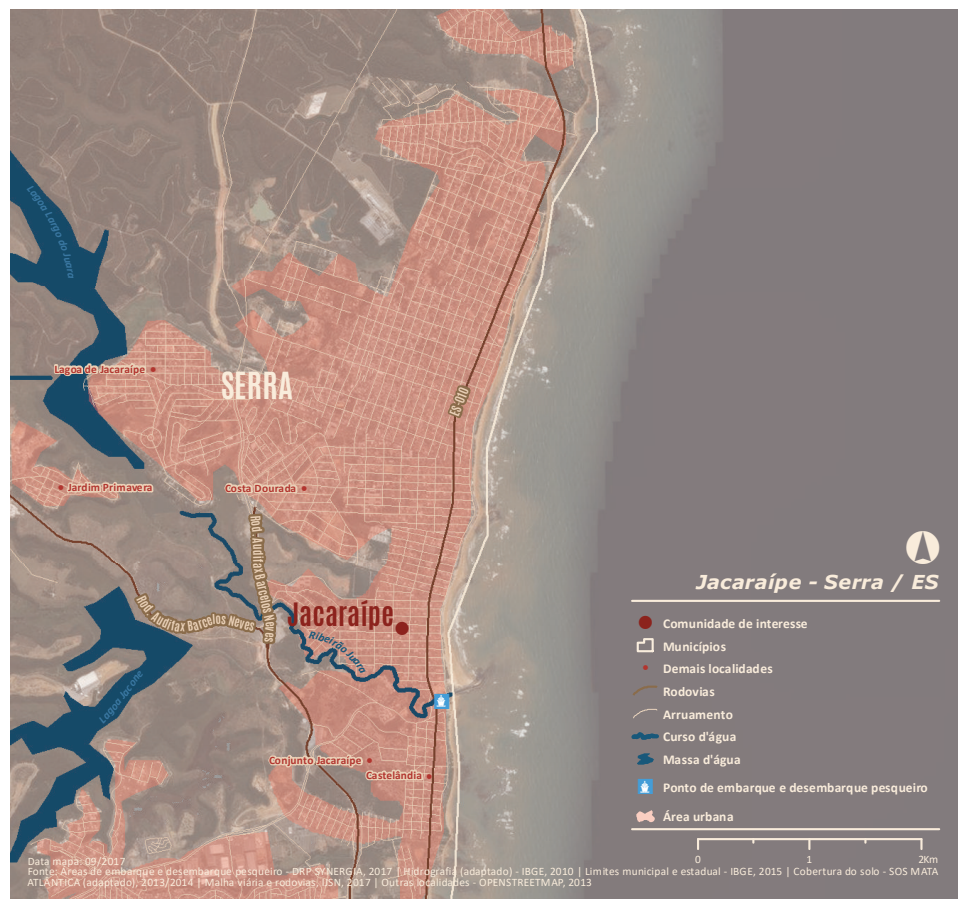 Lagoa Largo do Juara
Lagoa de Jacaraípe
SERRA
ES-010
Jardim Primavera
Costa Dourada
Rod. Audifax Barcelos Neves
Rod. Audifax Barcelos Neves
Jacaraípe
Ribeirão Juara
Lagoa Jacone
Conjunto Jacaraípe
Castelândia
Jacaraípe - Serra / ES
Comunidade de interesse
Municípios
Demais localidades
Rodovias
Arruamento
Curso d'água
Massa d'água
Ponto de embarque e desembarque pesqueiro
Área urbana
0 1 2Km
Data mapa: 09/2017
Fonte: Áreas de embarque e desembarque pesqueiro - DRP SYNERGIA, 2017 | Hidrografia (adaptado) - IBGE, 2010 | Limites municipal e estadual - IBGE, 2015 | Cobertura do solo - SOS MATA
ATLÂNTICA (adaptado), 2013/2014 | Malha viária e rodovias, IJSN, 2017 | Outras localidades - OPENSTREETMAP, 2013